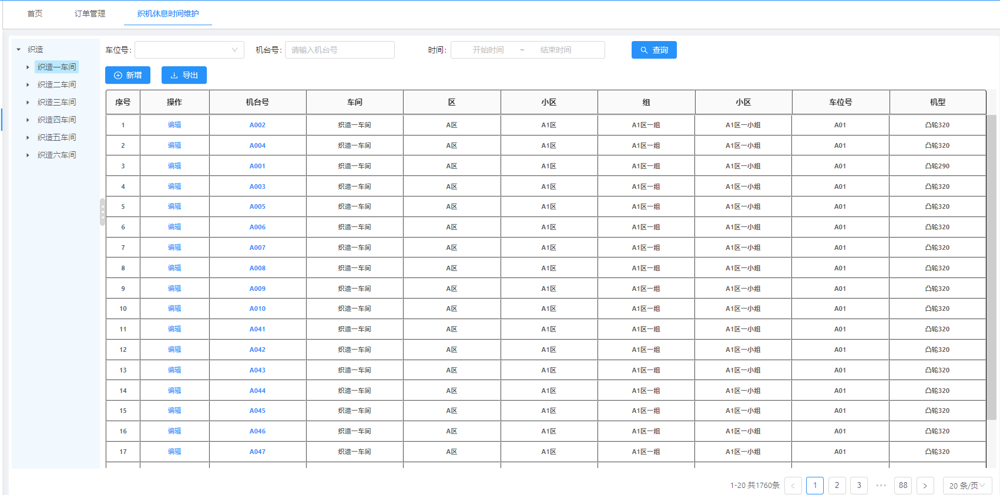 首页 订单管理 织机休息时间维护
织造
织造一车间
织造二车间
织造三车间
织造四车间
织造五车间
织造六车间
车位号: 机台号: 请输入机台号 时间: 开始时间 ~ 结束时间 查询
新增 导出
序号 操作 机台号 车间 区 小区 组 小区 车位号 机型
1 编辑 A002 织造一车间 A区 A1区 A1区一组 A1区一小组 A01 凸轮320
2 编辑 A004 织造一车间 A区 A1区 A1区一组 A1区一小组 A01 凸轮320
3 编辑 A001 织造一车间 A区 A1区 A1区一组 A1区一小组 A01 凸轮290
4 编辑 A003 织造一车间 A区 A1区 A1区一组 A1区一小组 A01 凸轮320
5 编辑 A005 织造一车间 A区 A1区 A1区一组 A1区一小组 A01 凸轮320
6 编辑 A006 织造一车间 A区 A1区 A1区一组 A1区一小组 A01 凸轮320
7 编辑 A007 织造一车间 A区 A1区 A1区一组 A1区一小组 A01 凸轮320
8 编辑 A008 织造一车间 A区 A1区 A1区一组 A1区一小组 A01 凸轮320
9 编辑 A009 织造一车间 A区 A1区 A1区一组 A1区一小组 A01 凸轮320
10 编辑 A010 织造一车间 A区 A1区 A1区一组 A1区一小组 A01 凸轮320
11 编辑 A041 织造一车间 A区 A1区 A1区一组 A1区一小组 A01 凸轮320
12 编辑 A042 织造一车间 A区 A1区 A1区一组 A1区一小组 A01 凸轮320
13 编辑 A043 织造一车间 A区 A1区 A1区一组 A1区一小组 A01 凸轮320
14 编辑 A044 织造一车间 A区 A1区 A1区一组 A1区一小组 A01 凸轮320
15 编辑 A045 织造一车间 A区 A1区 A1区一组 A1区一小组 A01 凸轮320
16 编辑 A046 织造一车间 A区 A1区 A1区一组 A1区一小组 A01 凸轮320
17 编辑 A047 织造一车间 A区 A1区 A1区一组 A1区一小组 A01 凸轮320
1-20 共1760条 < 1 2 3 ••• 88 > 20 条/页